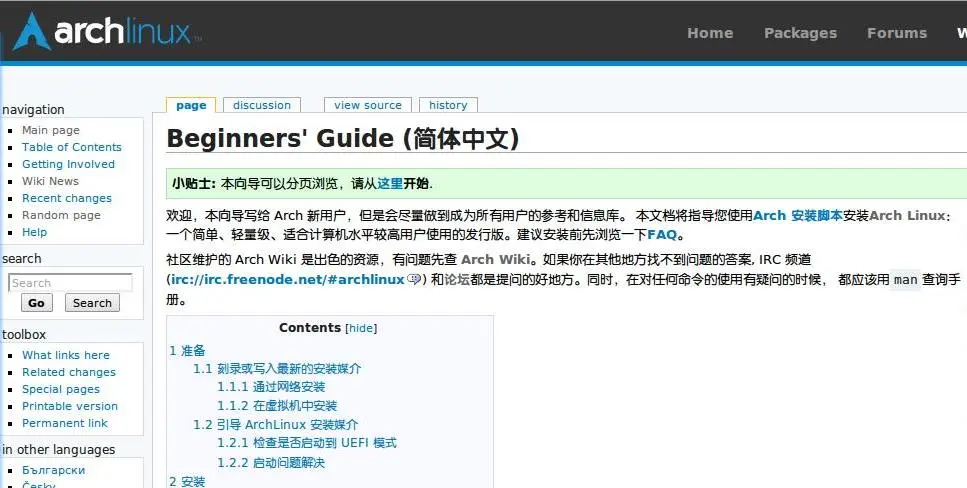 archlinux™
Home Packages Forums W
navigation
Main page
Table of Contents
Getting Involved
Wiki News
Recent changes
Random page
Help
search
Search
Go Search
toolbox
What links here
Related changes
Special pages
Printable version
Permanent link
in other languages
Български
Česky
page discussion view source history
Beginners' Guide (简体中文)
小贴士: 本向导可以分页浏览，请从这里开始.
欢迎，本向导写给 Arch 新用户，但是会尽量做到成为所有用户的参考和信息库。 本文档将指导您使用Arch 安装脚本安装Arch Linux；
一个简单、轻量级、适合计算机水平较高用户使用的发行版。建议安装前先浏览一下FAQ。
社区维护的 Arch Wiki 是出色的资源，有问题先查 Arch Wiki。如果你在其他地方找不到问题的答案, IRC 频道
(irc://irc.freenode.net/#archlinux ) 和论坛都是提问的好地方。同时，在对任何命令的使用有疑问的时候， 都应该用 man 查询手
册。
Contents [hide]
1 准备
1.1 刻录或写入最新的安装媒介
1.1.1 通过网络安装
1.1.2 在虚拟机中安装
1.2 引导 ArchLinux 安装媒介
1.2.1 检查是否启动到 UEFI 模式
1.2.2 启动问题解决
2 安装